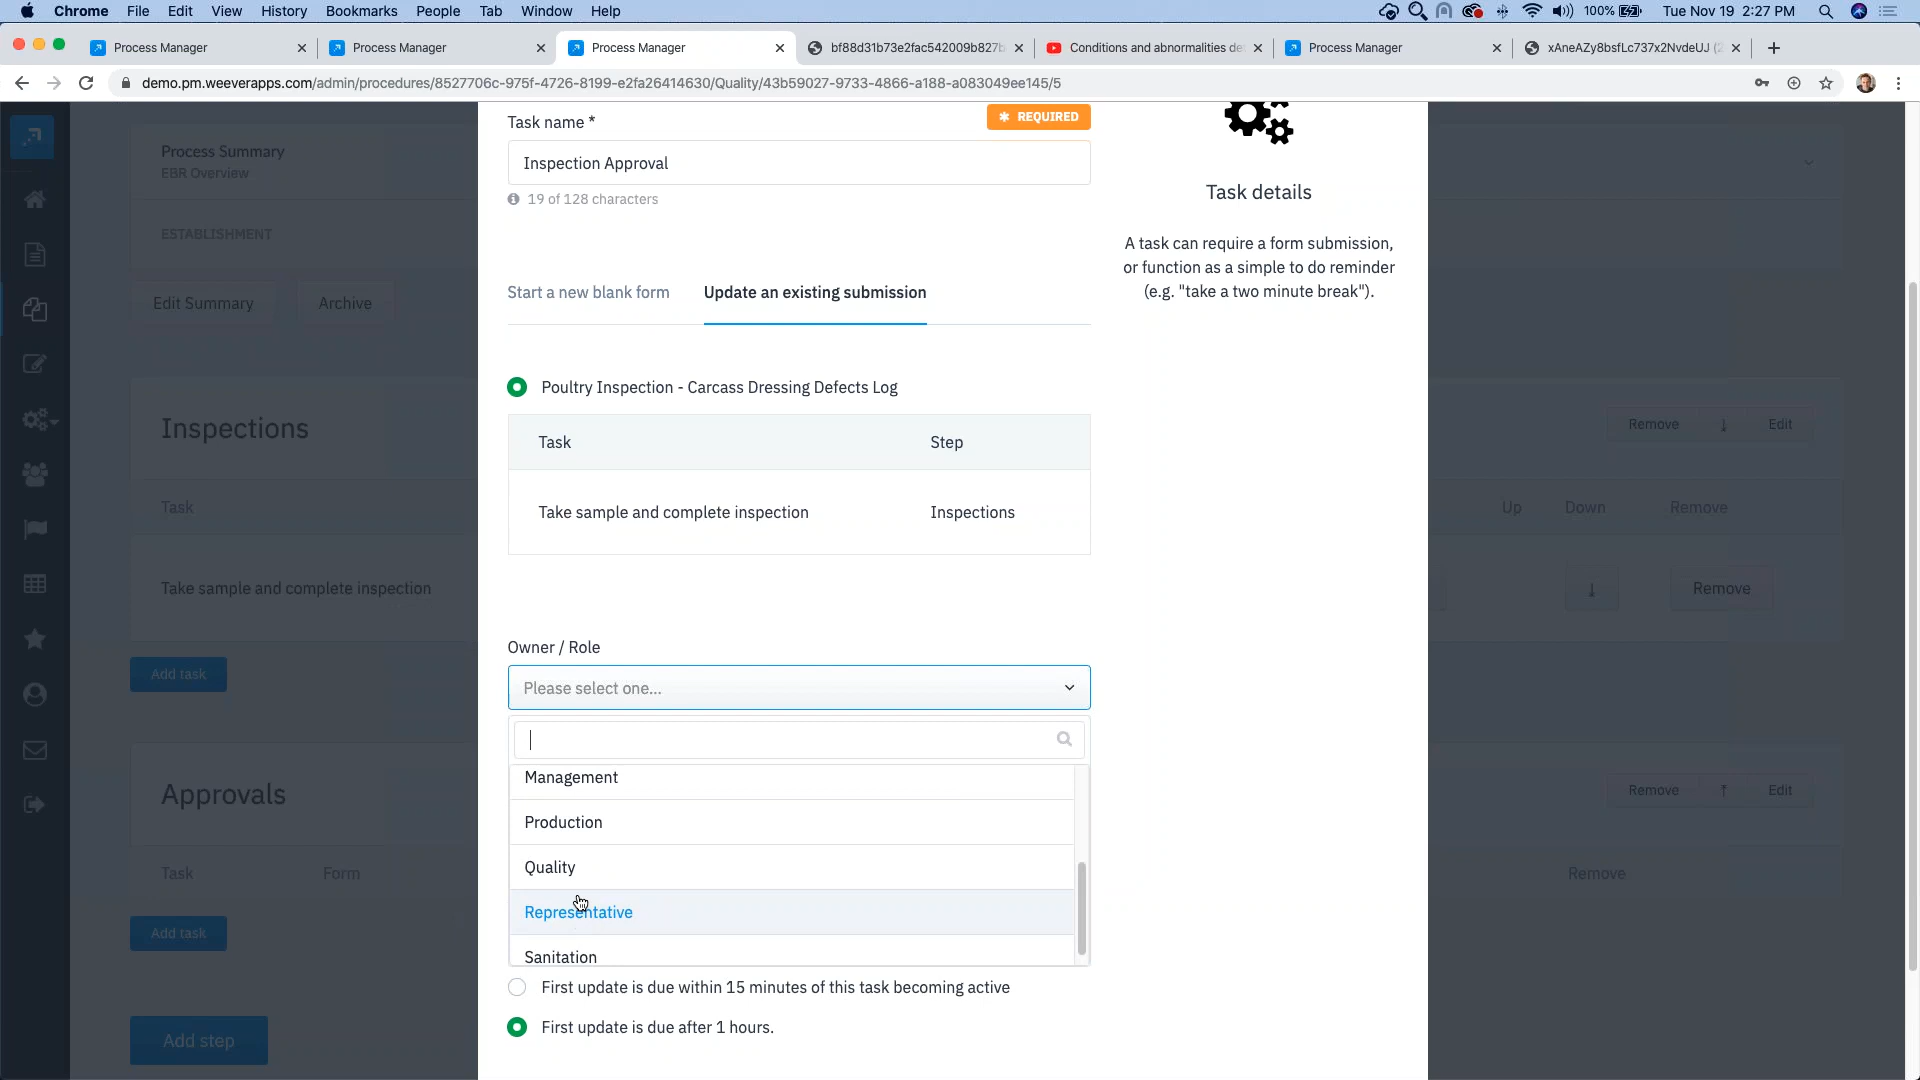 Chrome File Edit View History Bookmarks People Tab Window Help 100% Tue Nov 19 2:27 PM
Process Manager Process Manager Process Manager bf88d31b73e2fac542009b827b Conditions and abnormalities de Process Manager xAneAZy8bsfLc737x2NvdeUJ (2
demo.pm.weeverapps.com/admin/procedures/8527706c-975f-4726-8199-e2fa26414630/Quality/43b59027-9733-4866-a188-a083049ee145/5
Task name *
REQUIRED
Inspection Approval
19 of 128 characters
Start a new blank form Update an existing submission
Poultry Inspection - Carcass Dressing Defects Log
Task Step
Take sample and complete inspection Inspections
Owner / Role
Please select one...
Management
Production
Quality
Representative
Sanitation
First update is due within 15 minutes of this task becoming active
First update is due after 1 hours.
Task details
A task can require a form submission,
or function as a simple to do reminder
(e.g. "take a two minute break").
Process Summary
EBR Overview
ESTABLISHMENT
Edit Summary Archive
Inspections
Remove Edit
Task Up Down Remove
Take sample and complete inspection Remove
Add task
Approvals
Remove Edit
Task Form Remove
Add task
Add step